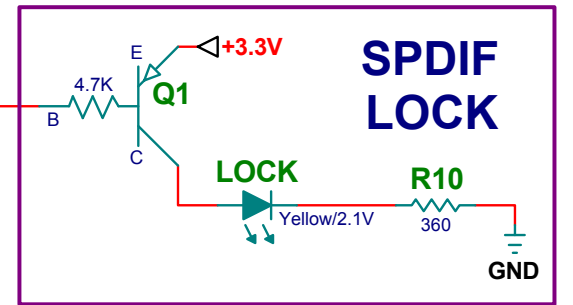 SPDIF
LOCK
+3.3V
E
4.7K
Q1
B
C
LOCK
Yellow/2.1V
R10
360
GND